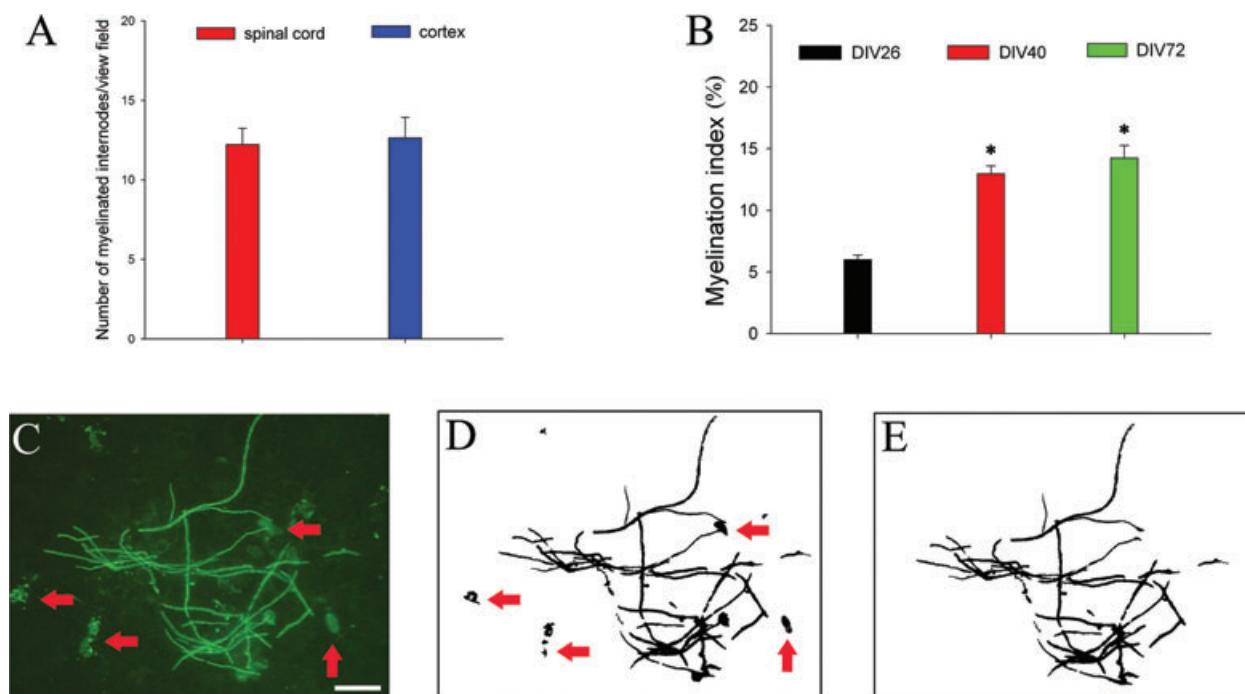 A
Number of myelinated internodes/view field
20
15
10
5
0
spinal cord
cortex
B
Myelination index (%)
25
20
15
10
5
0
DIV26
DIV40
DIV72
*
*
C
D
E